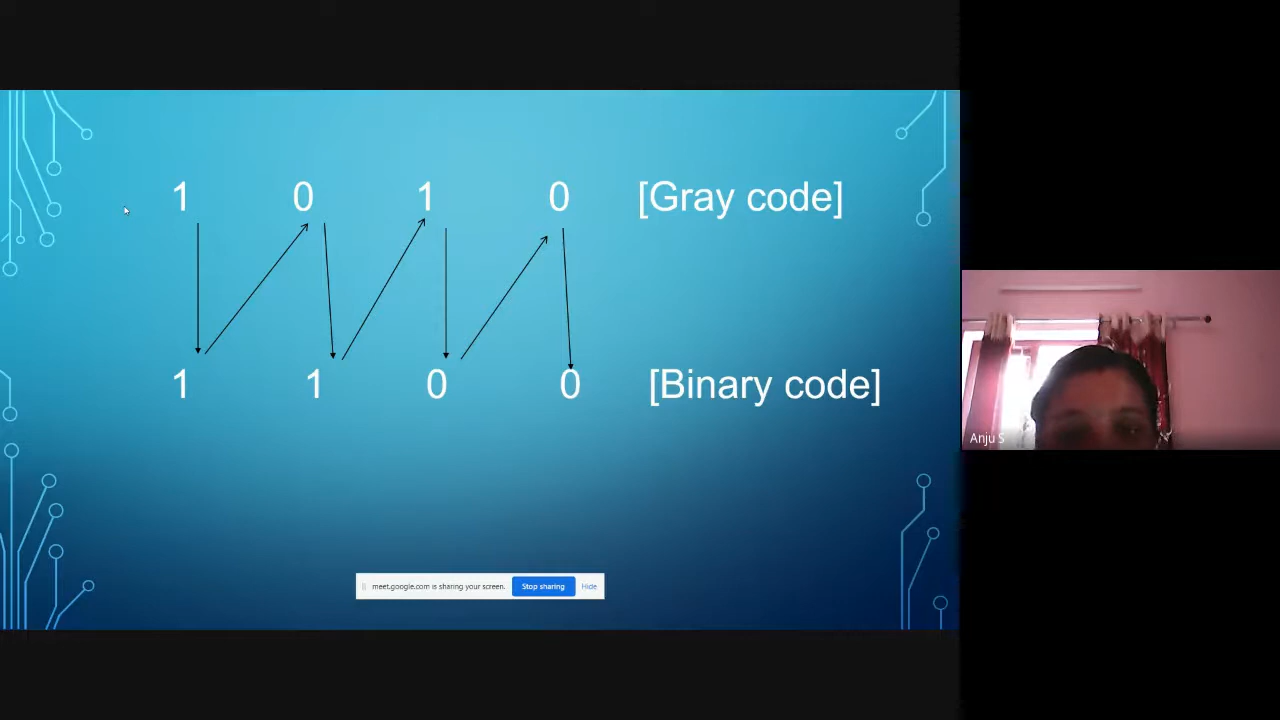 1 0 1 0 [Gray code]
1 1 0 0 [Binary code]
Anju S
meet.google.com is sharing your screen. Stop sharing Hide